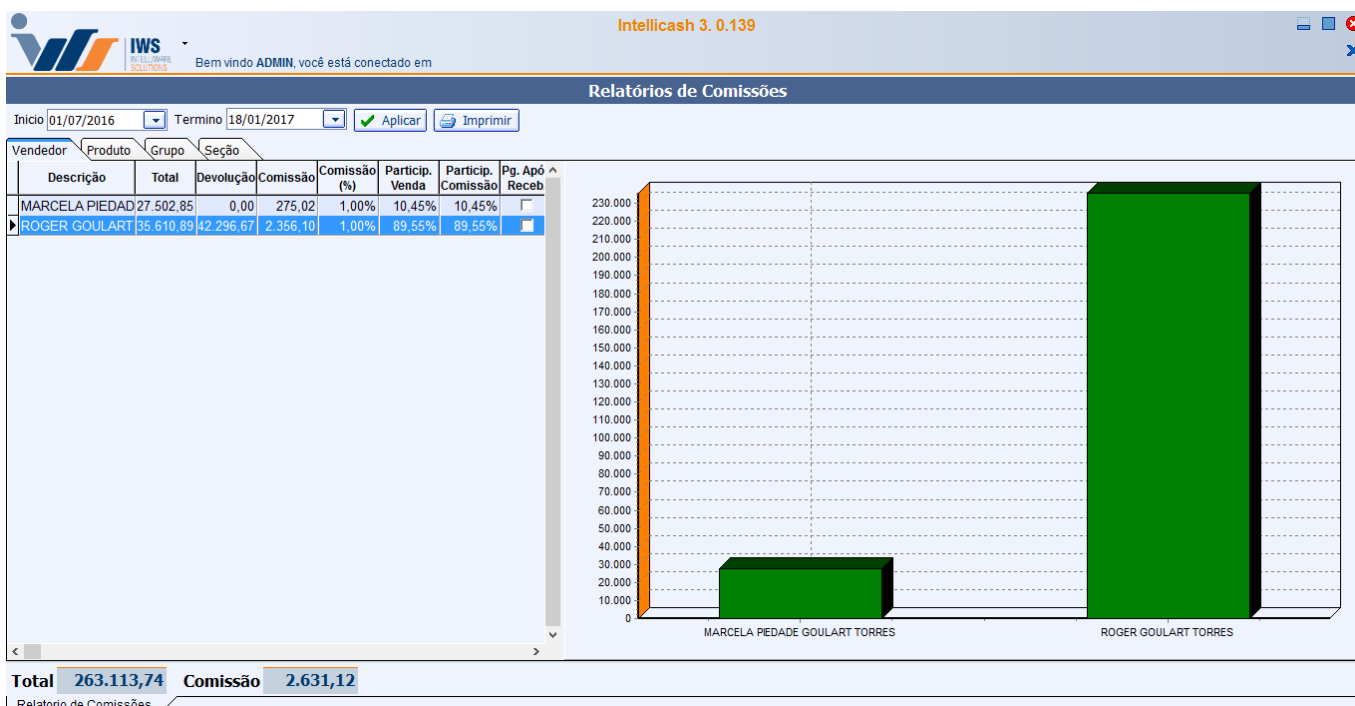 Intellicash 3. 0.139
IWS
INTELLIWARE
SOLUTIONS
Bem vindo ADMIN, você está conectado em
Relatórios de Comissões
Inicio 01/07/2016 Termino 18/01/2017 Aplicar Imprimir
Vendedor Produto Grupo Seção
Descrição Total Devolução Comissão Comissão (%) Particip. Venda Particip. Comissão Pg. Apó Receb
MARCELA PIEDAD 27.502,85 0,00 275,02 1,00% 10,45% 10,45%
ROGER GOULART 35.610,89 42.296,67 2.356,10 1,00% 89,55% 89,55%
230.000
220.000
210.000
200.000
190.000
180.000
170.000
160.000
150.000
140.000
130.000
120.000
110.000
100.000
90.000
80.000
70.000
60.000
50.000
40.000
30.000
20.000
10.000
0
MARCELA PIEDADE GOULART TORRES ROGER GOULART TORRES
Total 263.113,74 Comissão 2.631,12
Relatorio de Comissões